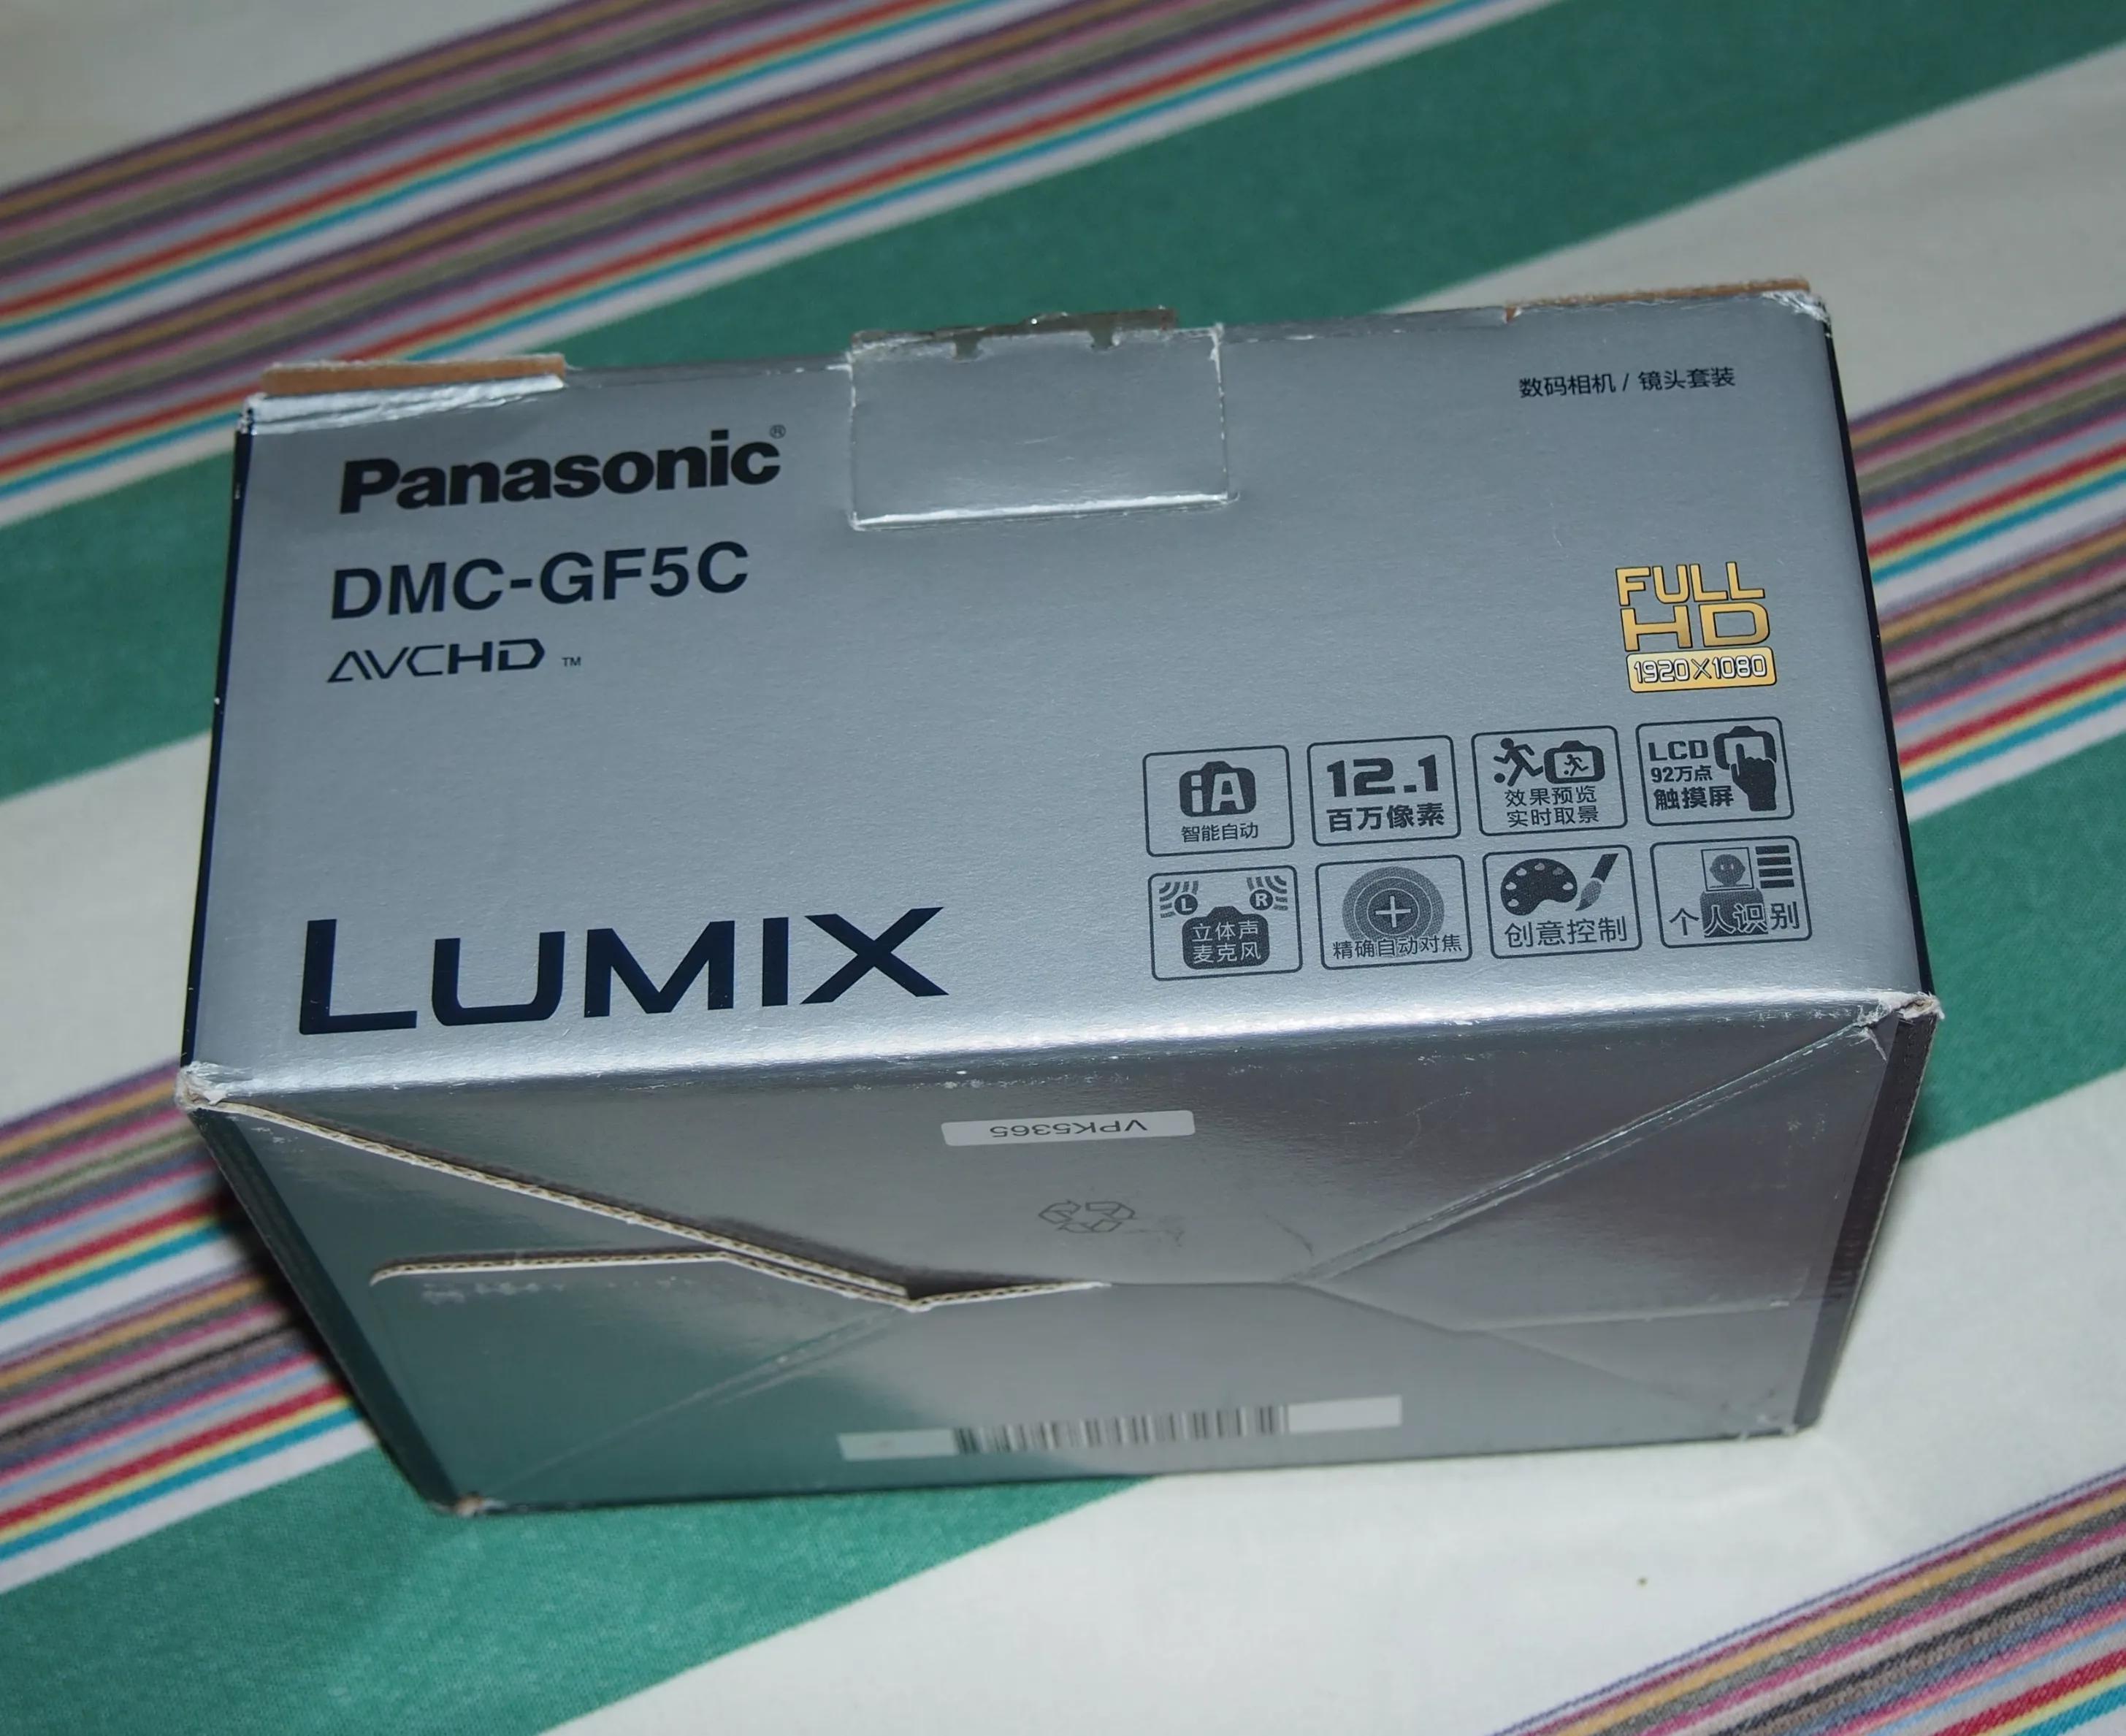 数码相机 / 镜头套装
Panasonic®
DMC-GF5C
AVCHD ™
FULL
HD
1920X1080
iA
智能自动
12.1
百万像素
效果预览
实时取景
LCD
92万点
触摸屏
L R
立体声
麦克风
精确自动对焦
创意控制
个人识别
LUMIX
VPK5365